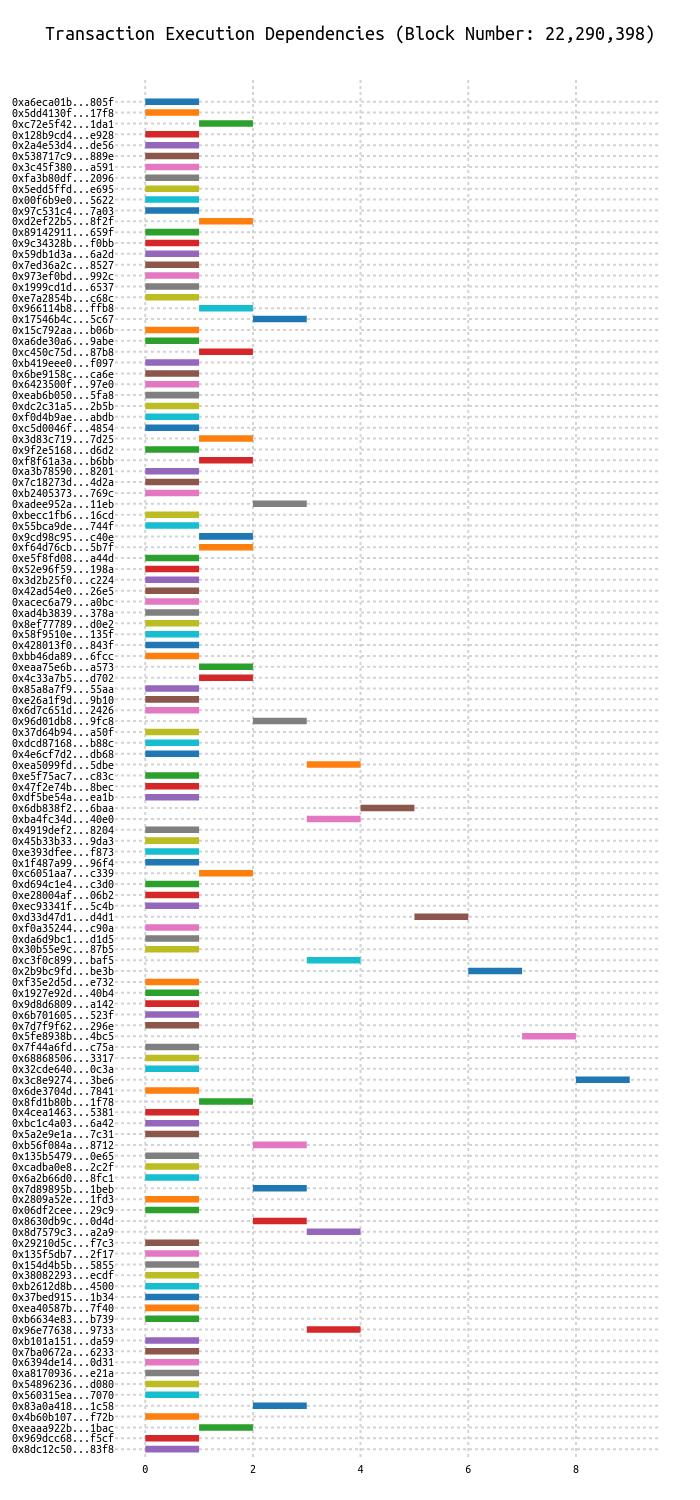 Transaction Execution Dependencies (Block Number: 22,290,398)
0xa6eca01b...805f
0x5dd4130f...17f8
0xc72e5f42...1da1
0x128b9cd4...e928
0x2a4e53d4...de56
0x538717c9...889e
0x3c45f380...a591
0xfa3b80df...2096
0x5edd5ffd...e695
0x00f6b9e0...5622
0x97c531c4...7a03
0xd2ef22b5...8f2f
0x89142911...659f
0x9c34328b...f0bb
0x59db1d3a...6a2d
0x7ed36a2c...8527
0x973ef0bd...992c
0x1999cd1d...6537
0xe7a2854b...c68c
0x966114b8...ffb8
0x17546b4c...5c67
0x15c792aa...b06b
0xa6de30a6...9abe
0xc450c75d...87b8
0xb419eee0...f097
0x6be9158c...ca6e
0x6423500f...97e0
0xeab6b050...5fa8
0xdc2c31a5...2b5b
0xf0d4b9ae...abdb
0xc5d0046f...4854
0x3d83c719...7d25
0x9f2e5168...d6d2
0xf8f61a3a...b6bb
0xa3b78590...8201
0x7c18273d...4d2a
0xb2405373...769c
0xadee952a...11eb
0xbecc1fb6...16cd
0x55bca9de...744f
0x9cd98c95...c40e
0xf64d76cb...5b7f
0xe5f8fd08...a44d
0x52e96f59...198a
0x3d2b25f0...c224
0x42ad54e0...26e5
0xacec6a79...a0bc
0xad4b3839...378a
0x8ef77789...d0e2
0x58f9510e...135f
0x428013f0...843f
0xbb46da89...6fcc
0xeaa75e6b...a573
0x4c33a7b5...d702
0x85a8a7f9...55aa
0xe26a1f9d...9b10
0x6d7c651d...2426
0x96d01db8...9fc8
0x37d64b94...a50f
0xdcd87168...b88c
0x4e6cf7d2...db68
0xea5099fd...5dbe
0xe5f75ac7...c83c
0x47f2e74b...8bec
0xdf5be54a...ea1b
0x6db838f2...6baa
0xba4fc34d...40e0
0x4919def2...8204
0x45b33b33...9da3
0xe393dfee...f873
0x1f487a99...96f4
0xc6051aa7...c339
0xd694c1e4...c3d0
0xe28004af...06b2
0xec93341f...5c4b
0xd33d47d1...d4d1
0xf0a35244...c90a
0xda6d9bc1...d1d5
0x30b55e9c...87b5
0xc3f0c899...baf5
0x2b9bc9fd...be3b
0xf35e2d5d...e732
0x1927e92d...40b4
0x9d8d6809...a142
0x6b701605...523f
0x7d7f9f62...296e
0x5fe8938b...4bc5
0x7f44a6fd...c75a
0x68868506...3317
0x32cde640...0c3a
0x3c8e9274...3be6
0x6de3704d...7841
0x8fd1b80b...1f78
0x4cea1463...5381
0xbc1c4a03...6a42
0x5a2e9e1a...7c31
0xb56f084a...8712
0x135b5479...0e65
0xcadba0e8...2c2f
0x6a2b66d0...8fc1
0x7d89895b...1beb
0x2809a52e...1fd3
0x06df2cee...29c9
0x8630db9c...0d4d
0x8d7579c3...a2a9
0x29210d5c...f7c3
0x135f5db7...2f17
0x154d4b5b...5855
0x38082293...ecdf
0xb2612d8b...4500
0x37bed915...1b34
0xea40587b...7f40
0xb6634e83...b739
0x96e77638...9733
0xb101a151...da59
0x7ba0672a...6233
0x6394de14...0d31
0xa8170936...e21a
0x54896236...d080
0x560315ea...7070
0x83a0a418...1c58
0x4b60b107...f72b
0xeaaa922b...1bac
0x969dcc68...f5cf
0x8dc12c50...83f8
0 2 4 6 8